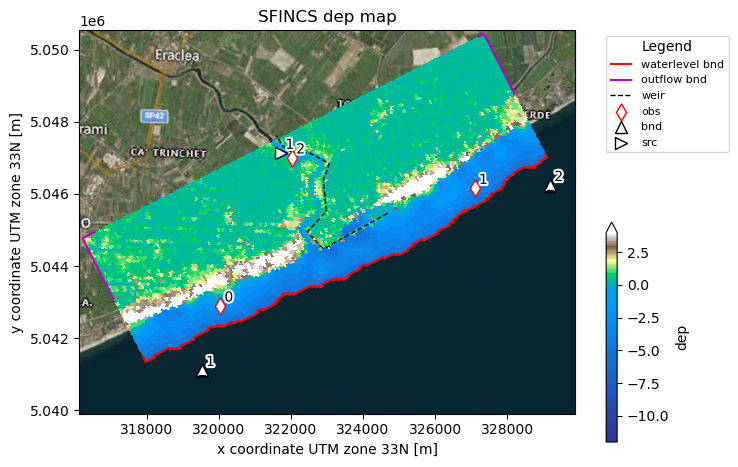 SFINCS dep map
1e6
5.050
5.048
5.046
5.044
5.042
5.040
y coordinate UTM zone 33N [m]
Eraclea
SP42
rami
CA' TRINCHET
ERDE
O
A.
1
2
1
2
0
1
318000
320000
322000
324000
326000
328000
x coordinate UTM zone 33N [m]
Legend
waterlevel bnd
outflow bnd
weir
obs
bnd
src
2.5
0.0
−2.5
−5.0
−7.5
−10.0
dep